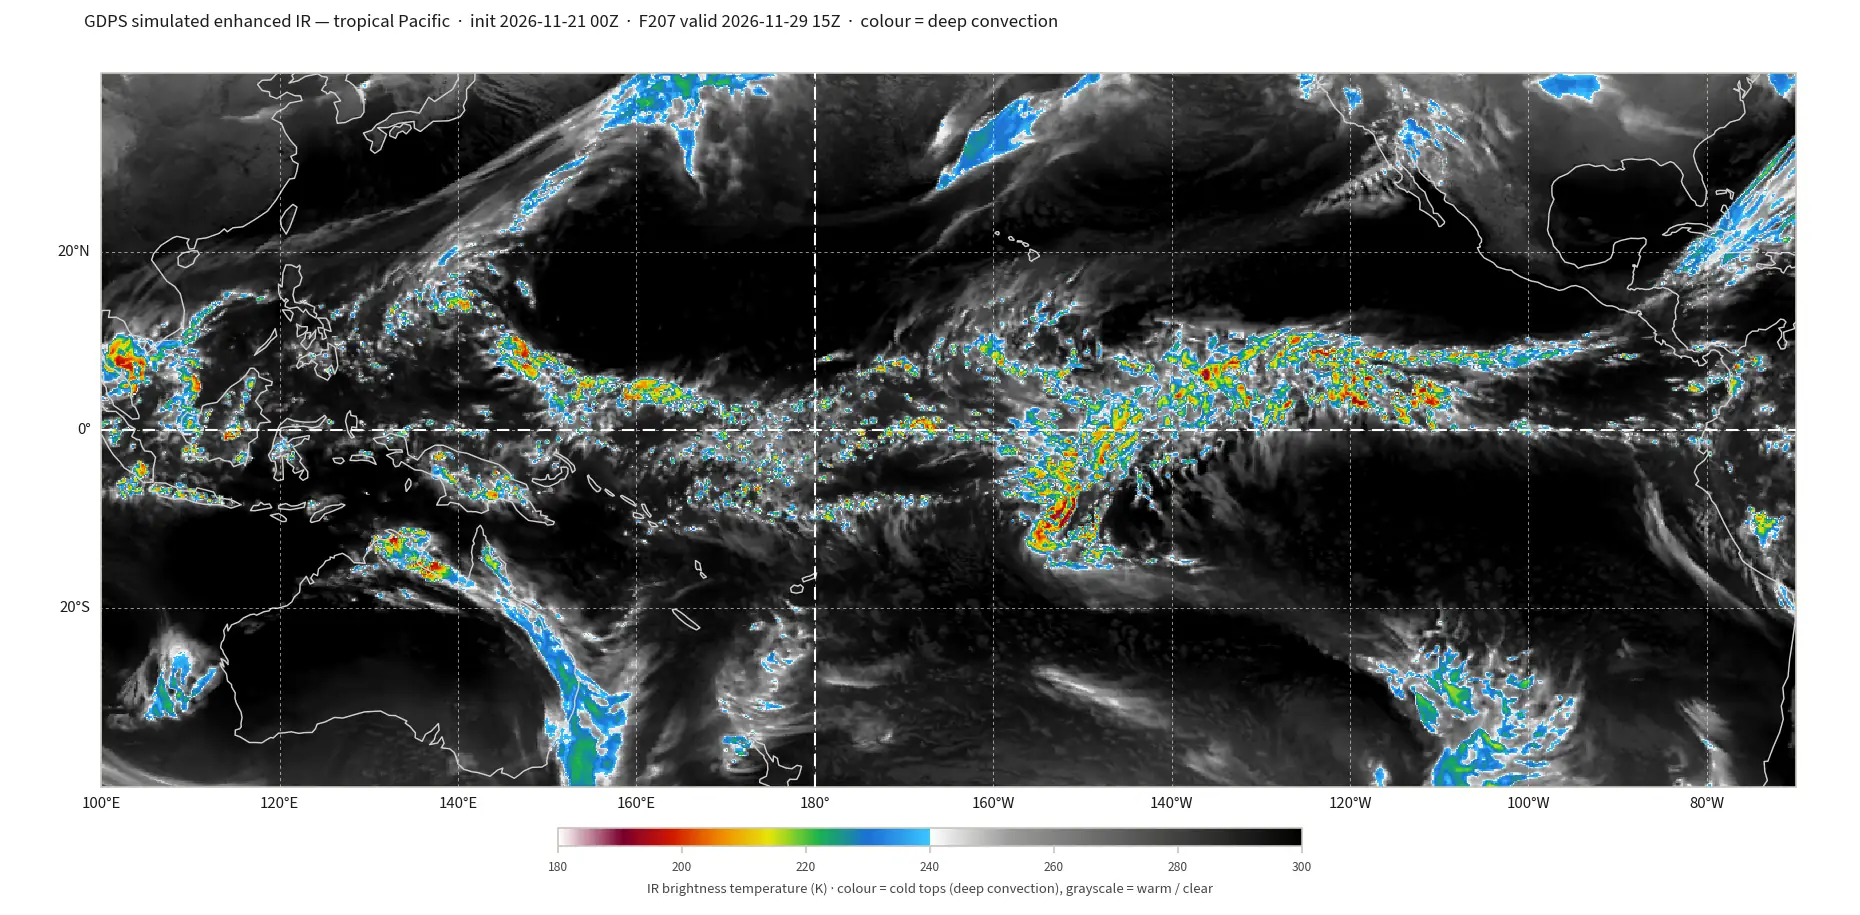 GDPS simulated enhanced IR — tropical Pacific · init 2026-11-21 00Z · F207 valid 2026-11-29 15Z · colour = deep convection
20°N
0°
20°S
100°E 120°E 140°E 160°E 180° 160°W 140°W 120°W 100°W 80°W
180 200 220 240 260 280 300
IR brightness temperature (K) · colour = cold tops (deep convection), grayscale = warm / clear